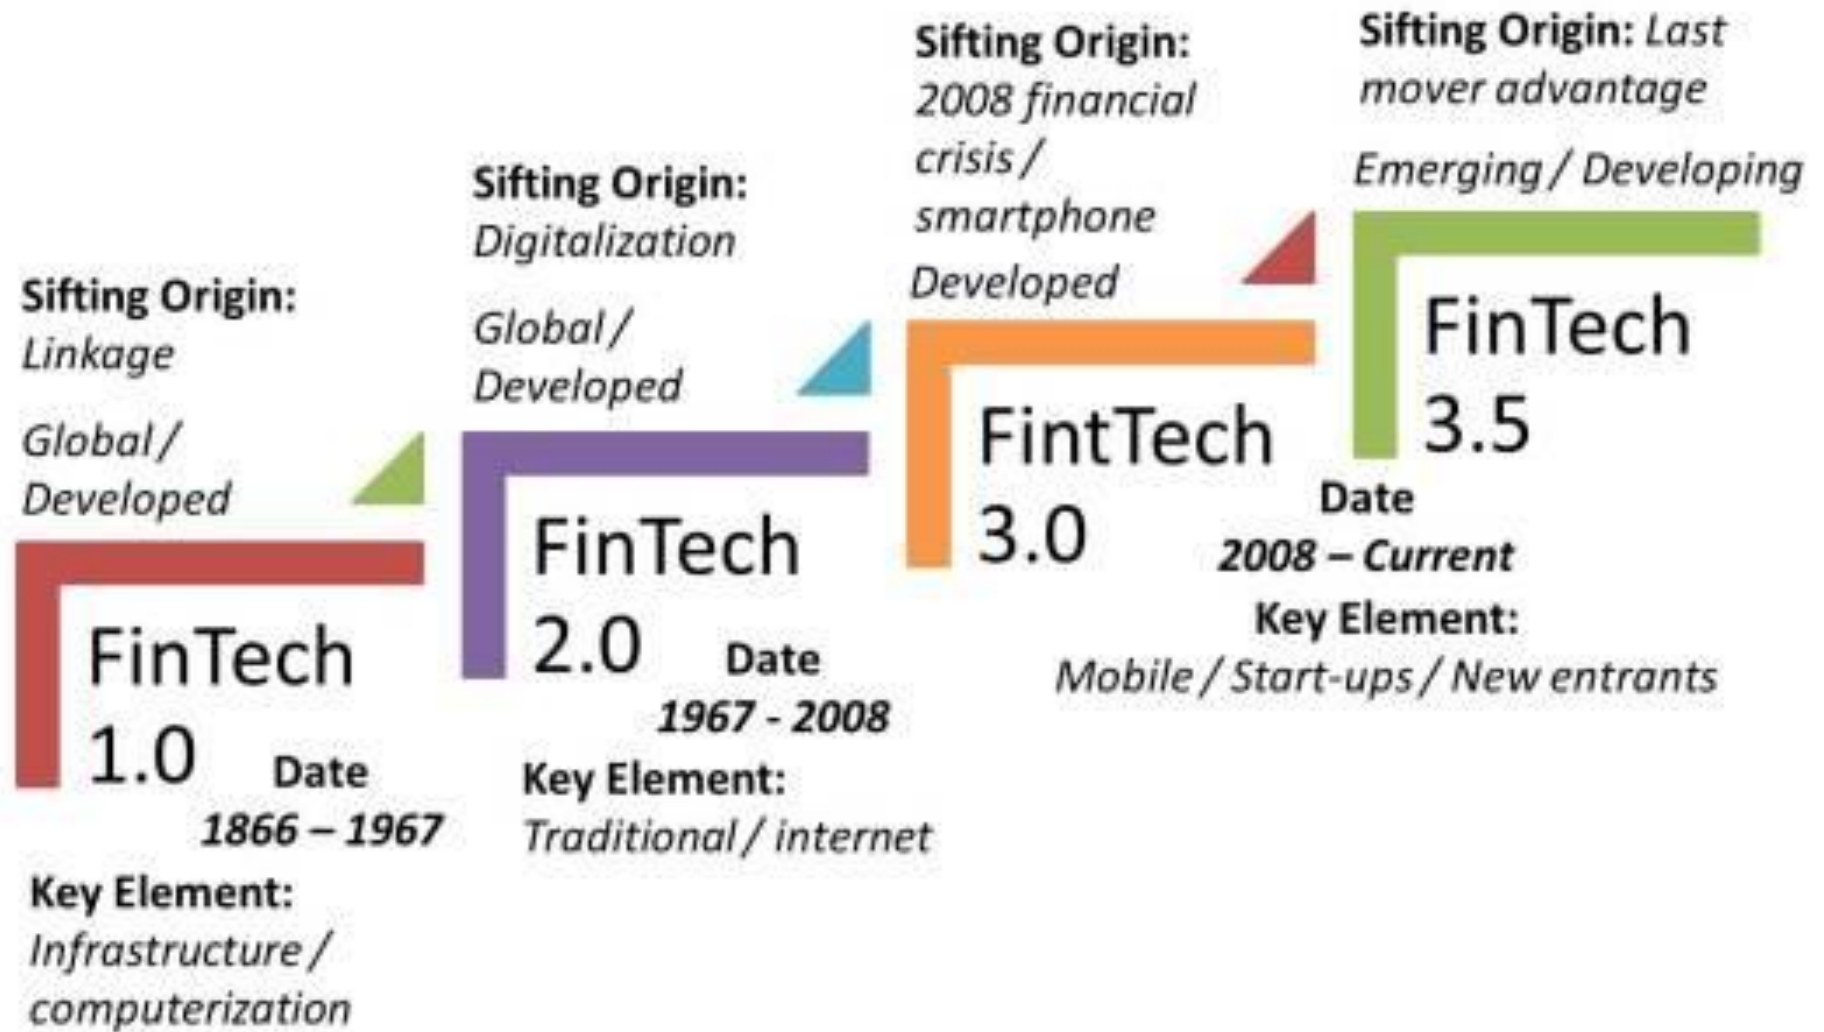 Sifting Origin:
Linkage
Global / 
Developed
FinTech
1.0
Date
1866 – 1967
Key Element:
Infrastructure /
computerization
Sifting Origin:
Digitalization
Global /
Developed
FinTech
2.0
Date
1967 - 2008
Key Element:
Traditional / internet
Sifting Origin:
2008 financial
crisis /
smartphone
Developed
FintTech
3.0
Sifting Origin: Last
mover advantage
Emerging / Developing
FinTech
3.5
Date
2008 – Current
Key Element:
Mobile / Start-ups / New entrants